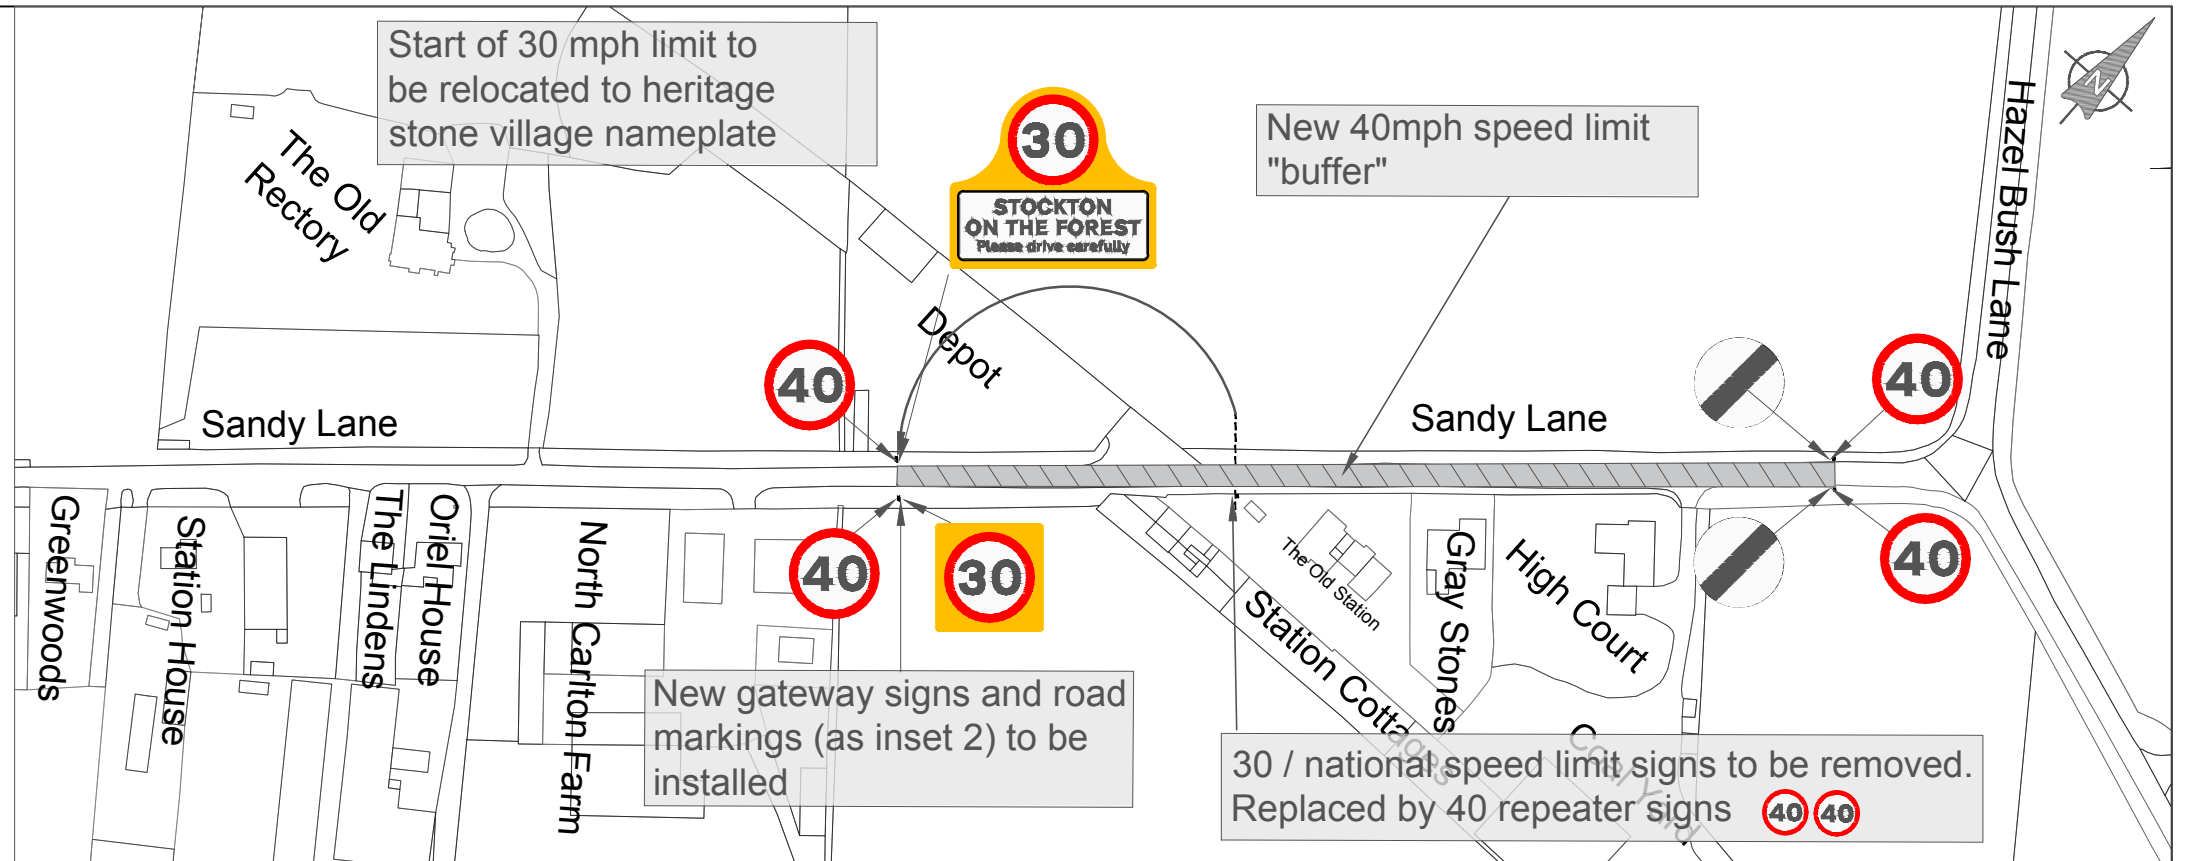 Start of 30 mph limit to
be relocated to heritage
stone village nameplate
30
STOCKTON
ON THE FOREST
Please drive carefully
New 40mph speed limit
"buffer"
N
Hazel Bush Lane
The Old
Rectory
Depot
40
Sandy Lane
Sandy Lane
40
Greenwoods
Station House
The Lindens
Oriel House
North Carlton Farm
40
30
The Old Station
Station Cottages
Gray Stones
High Court
Coal Yard
40
New gateway signs and road
markings (as inset 2) to be
installed
30 / national speed limit signs to be removed.
Replaced by 40 repeater signs 40 40